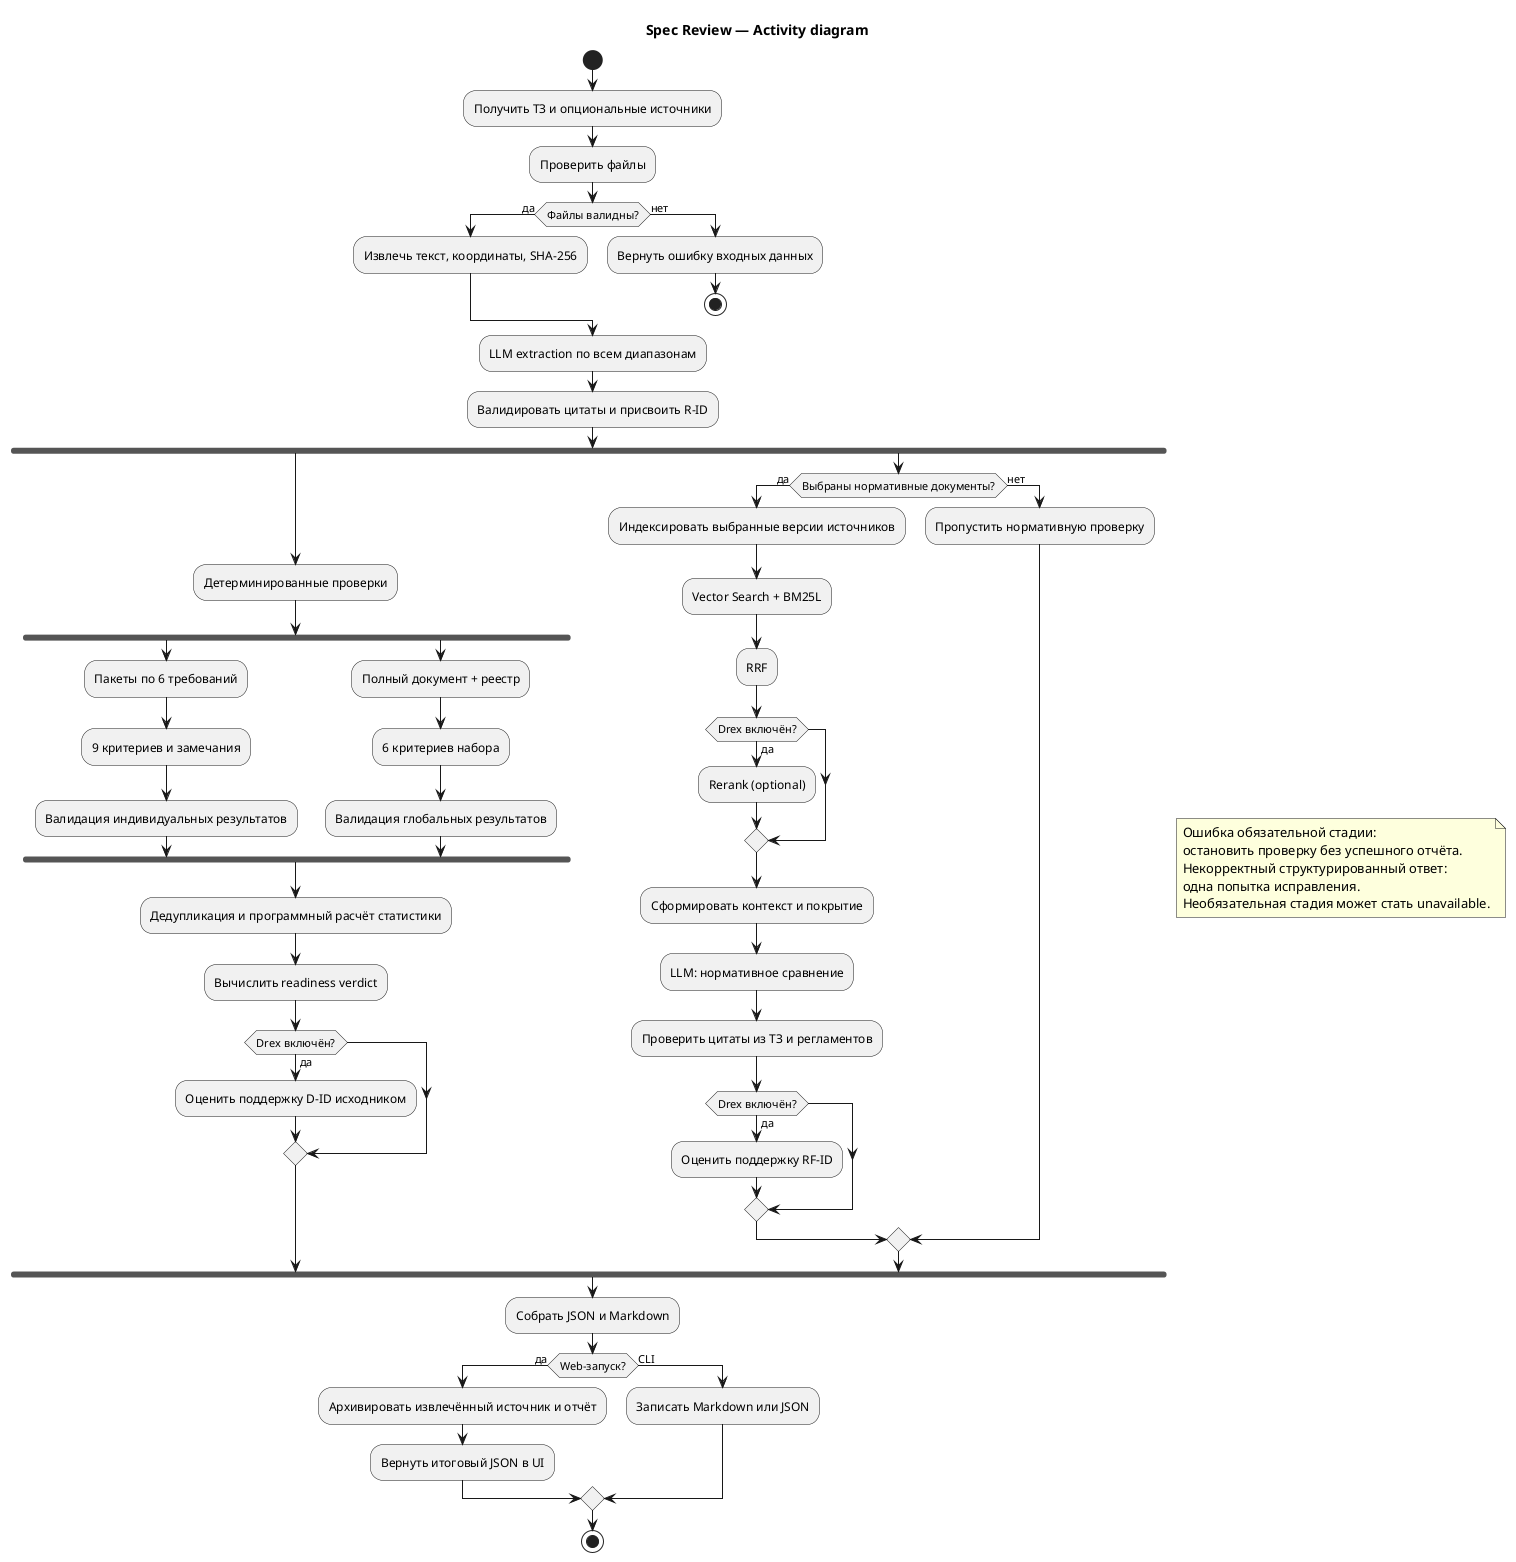 Spec Review — Activity diagram
Получить ТЗ и опциональные источники
Проверить файлы
да
Файлы валидны?
нет
Извлечь текст, координаты, SHA-256
Вернуть ошибку входных данных
LLM extraction по всем диапазонам
Валидировать цитаты и присвоить R-ID
Детерминированные проверки
Пакеты по 6 требований
9 критериев и замечания
Валидация индивидуальных результатов
Полный документ + реестр
6 критериев набора
Валидация глобальных результатов
Дедупликация и программный расчёт статистики
Вычислить readiness verdict
Drex включён?
да
Оценить поддержку D-ID исходником
да
Выбраны нормативные документы?
нет
Индексировать выбранные версии источников
Vector Search + BM25L
RRF
Drex включён?
да
Rerank (optional)
Сформировать контекст и покрытие
LLM: нормативное сравнение
Проверить цитаты из ТЗ и регламентов
Drex включён?
да
Оценить поддержку RF-ID
Пропустить нормативную проверку
Ошибка обязательной стадии:
остановить проверку без успешного отчёта.
Некорректный структурированный ответ:
одна попытка исправления.
Необязательная стадия может стать unavailable.
Собрать JSON и Markdown
да
Web-запуск?
CLI
Архивировать извлечённый источник и отчёт
Вернуть итоговый JSON в UI
Записать Markdown или JSON